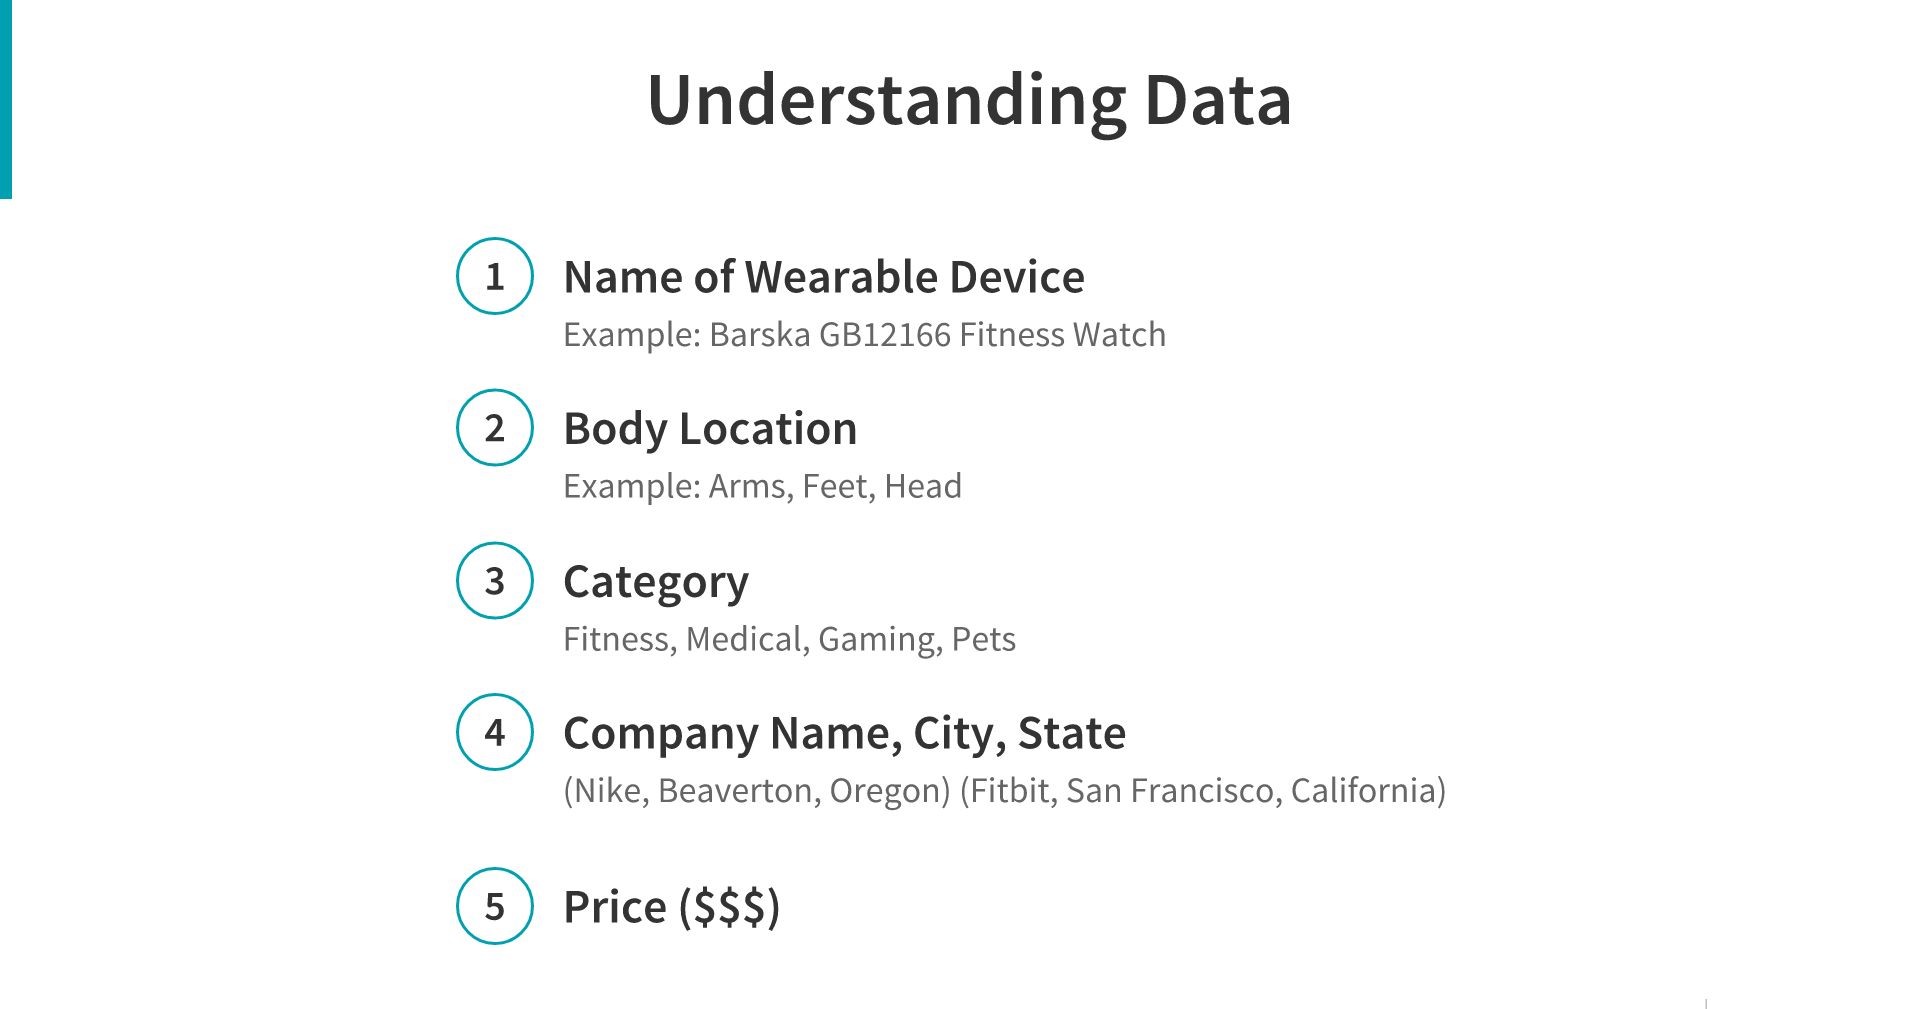 Understanding Data
1 Name of Wearable Device
Example: Barska GB12166 Fitness Watch
2 Body Location
Example: Arms, Feet, Head
3 Category
Fitness, Medical, Gaming, Pets
4 Company Name, City, State
(Nike, Beaverton, Oregon) (Fitbit, San Francisco, California)
5 Price ($$$)